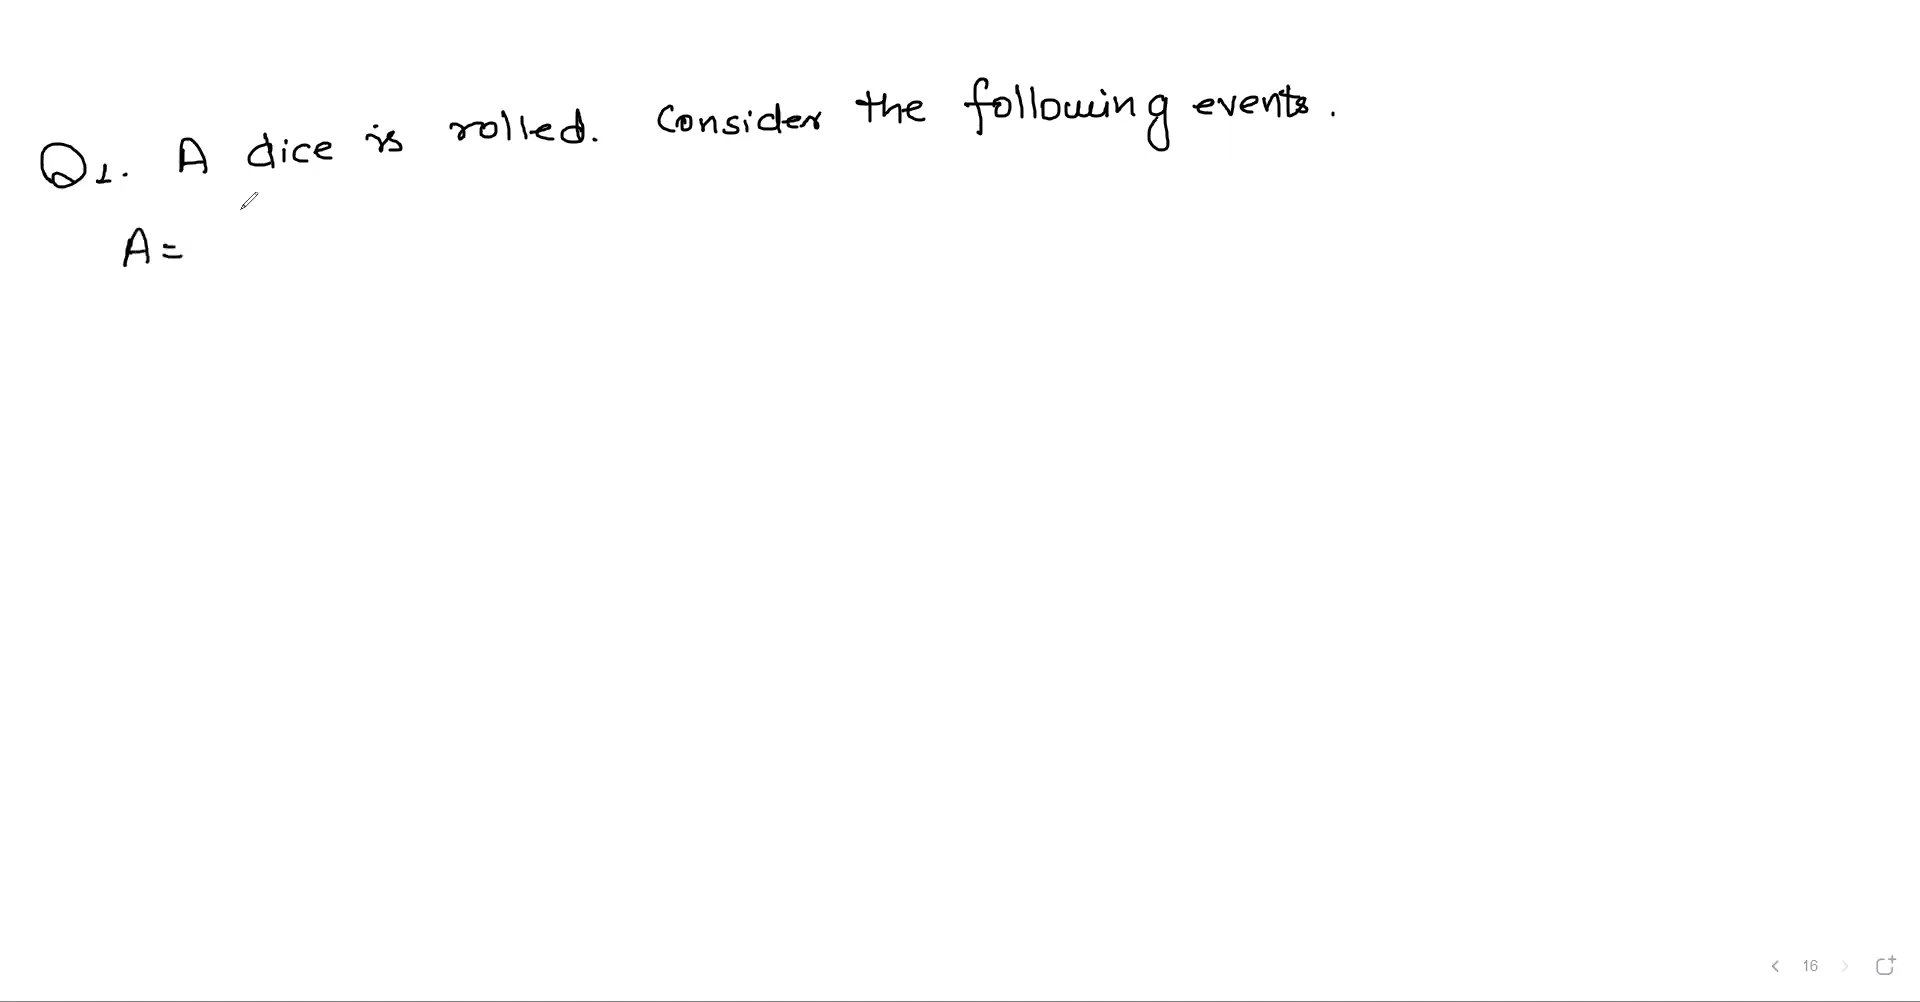 Q1. A dice is rolled. Consider the following events.
A =
16